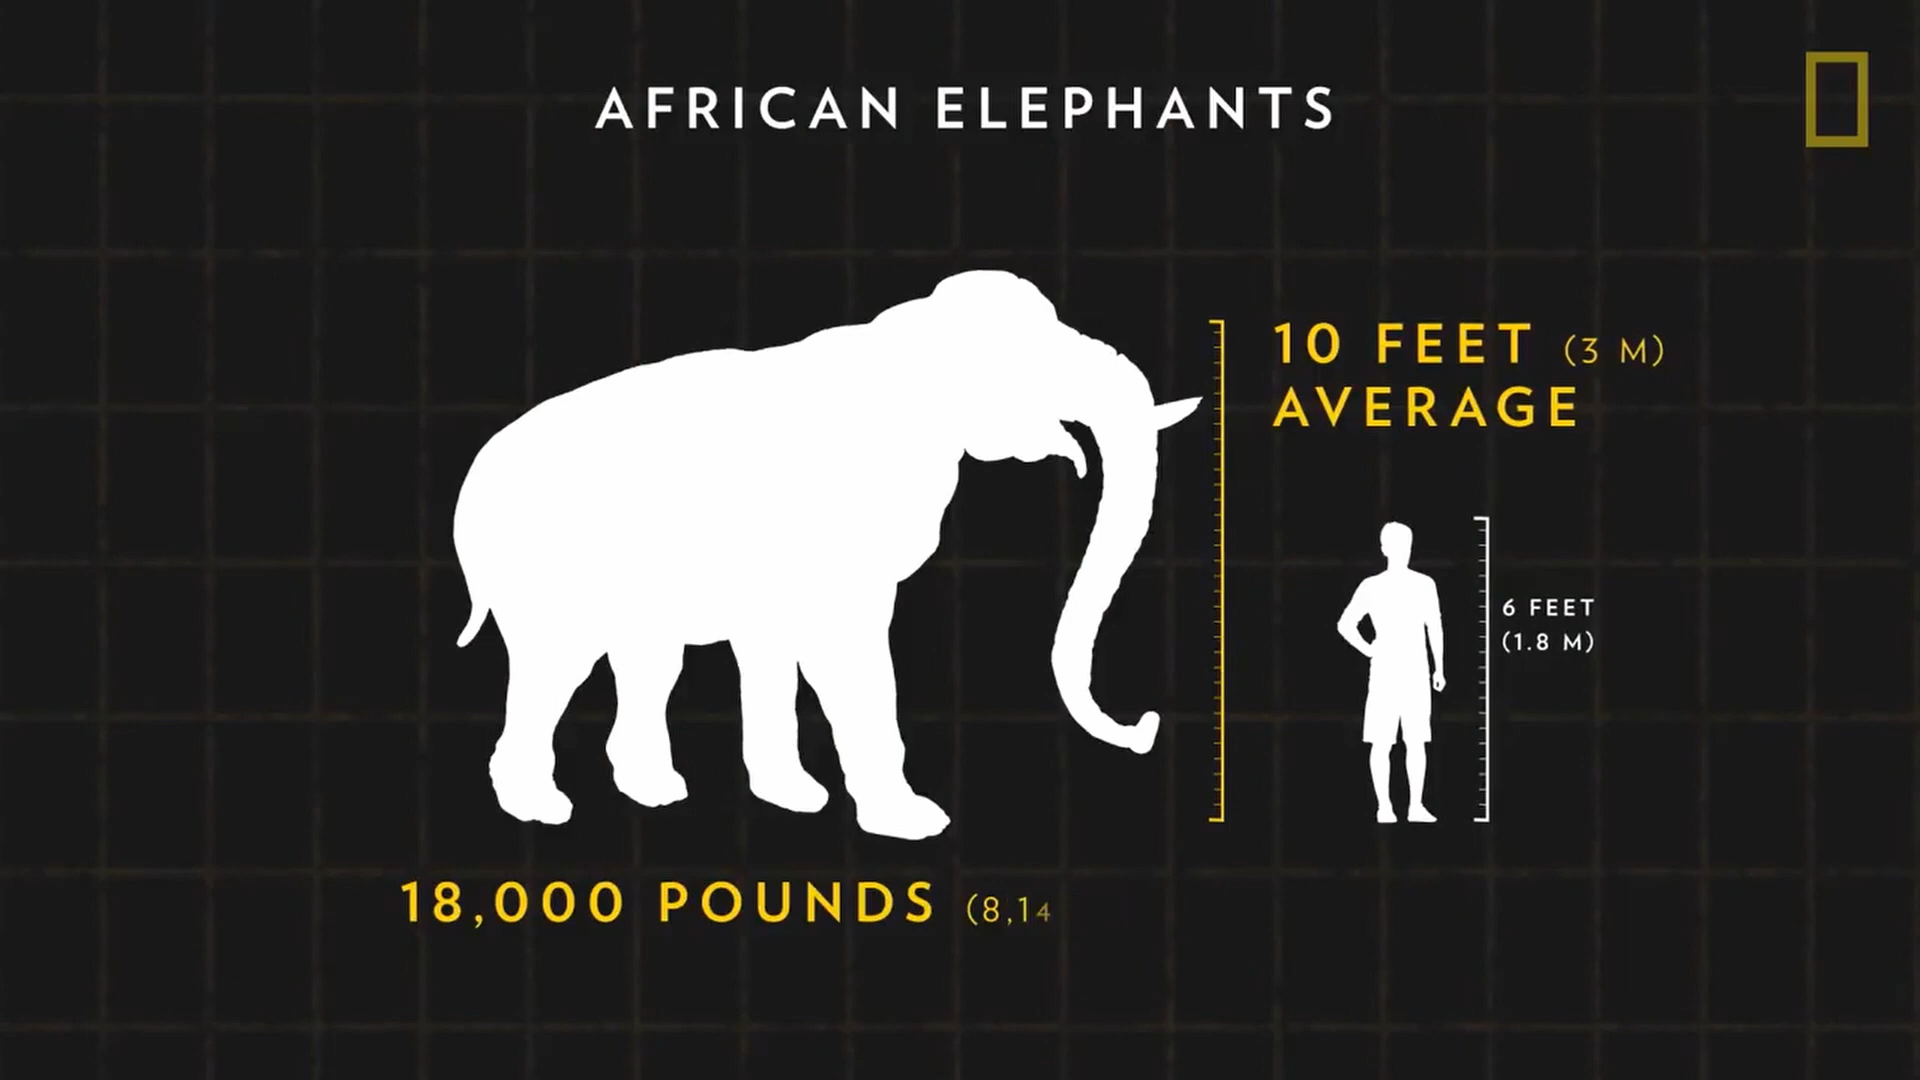 AFRICAN ELEPHANTS
10 FEET (3 M)
AVERAGE
6 FEET
(1.8 M)
18,000 POUNDS (8,14